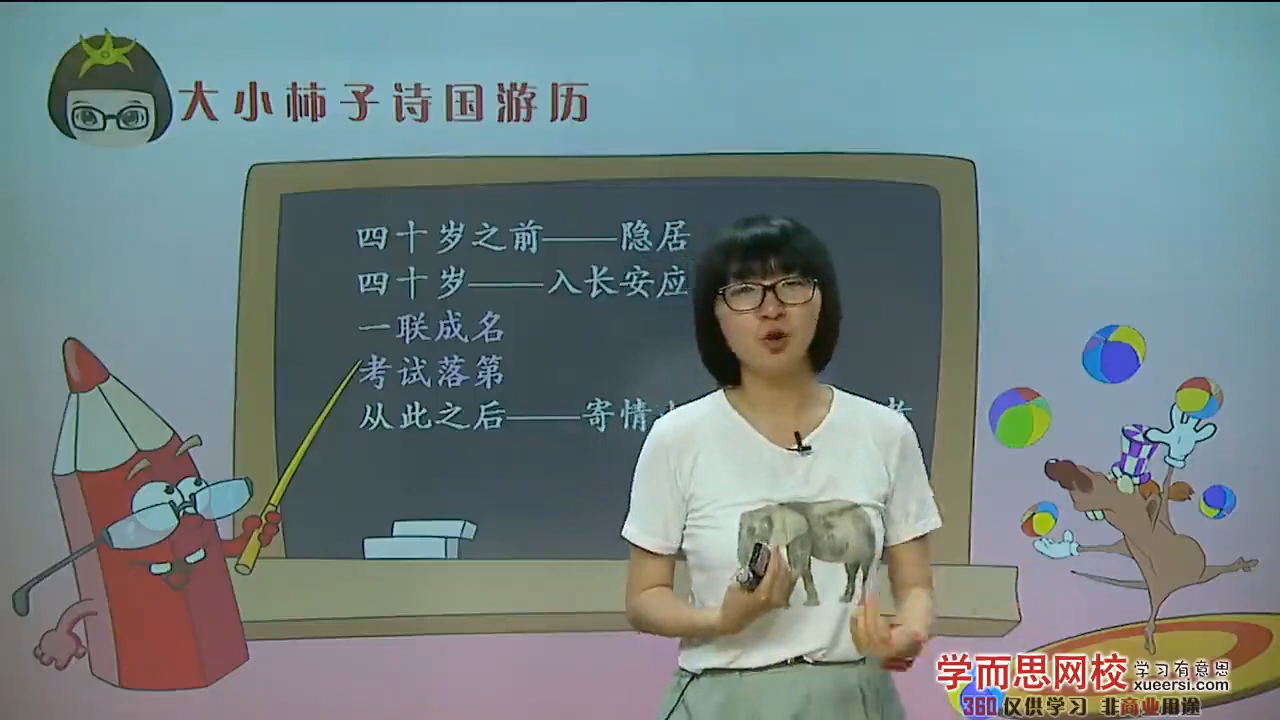 大小柿子诗国游历
四十岁之前——隐居
四十岁——入长安应
一联成名
考试落第
从此之后——寄情
学而思网校 学习有意思
xueersi.com
360 仅供学习 非商业用途